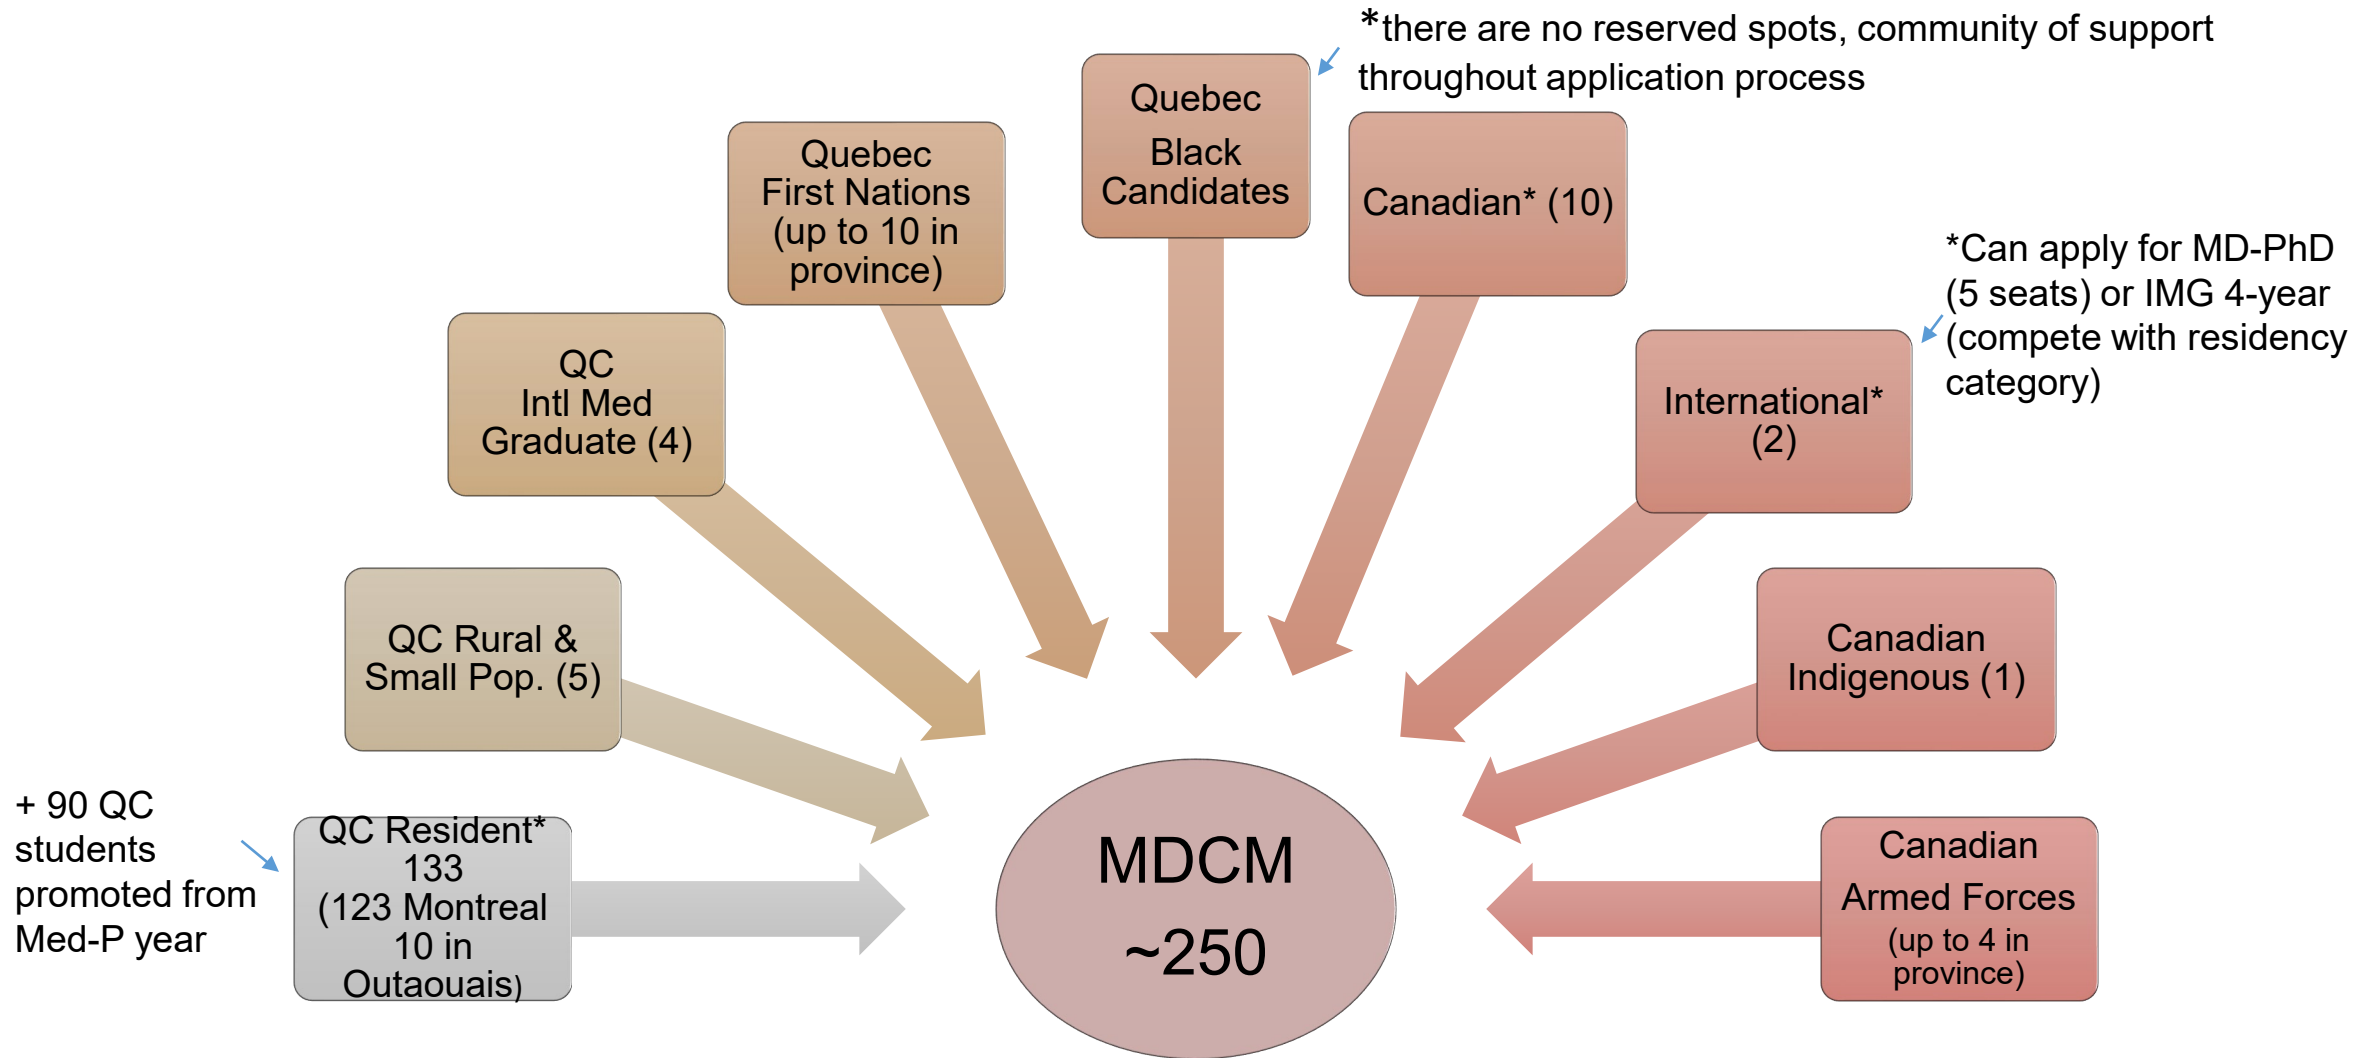 *there are no reserved spots, community of support
throughout application process
Quebec
Black
Candidates
Quebec
First Nations
(up to 10 in
province)
Canadian* (10)
*Can apply for MD-PhD
(5 seats) or IMG 4-year
(compete with residency
category)
QC
Intl Med
Graduate (4)
International*
(2)
QC Rural &
Small Pop. (5)
Canadian
Indigenous (1)
+ 90 QC
students
promoted from
Med-P year
QC Resident*
133
(123 Montreal
10 in
Outaouais)
MDCM
~250
Canadian
Armed Forces
(up to 4 in
province)